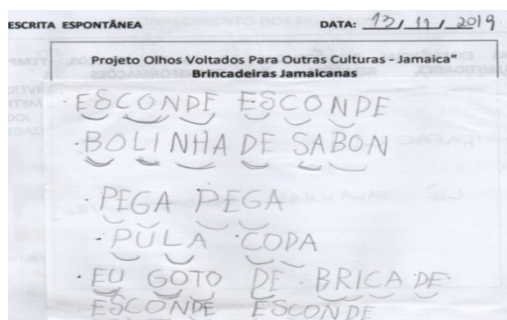 ESCRITA ESPONTÂNEA DATA: 13/11/2019
Projeto Olhos Voltados Para Outras Culturas - Jamaica"
Brincadeiras Jamaicanas
· ESCONDE ESCONDE
· BOLINHA DE SABON
· PEGA PEGA
· PULA CODA
· EU GOTO DE BRICA DE
ESCONDE ESCONDE